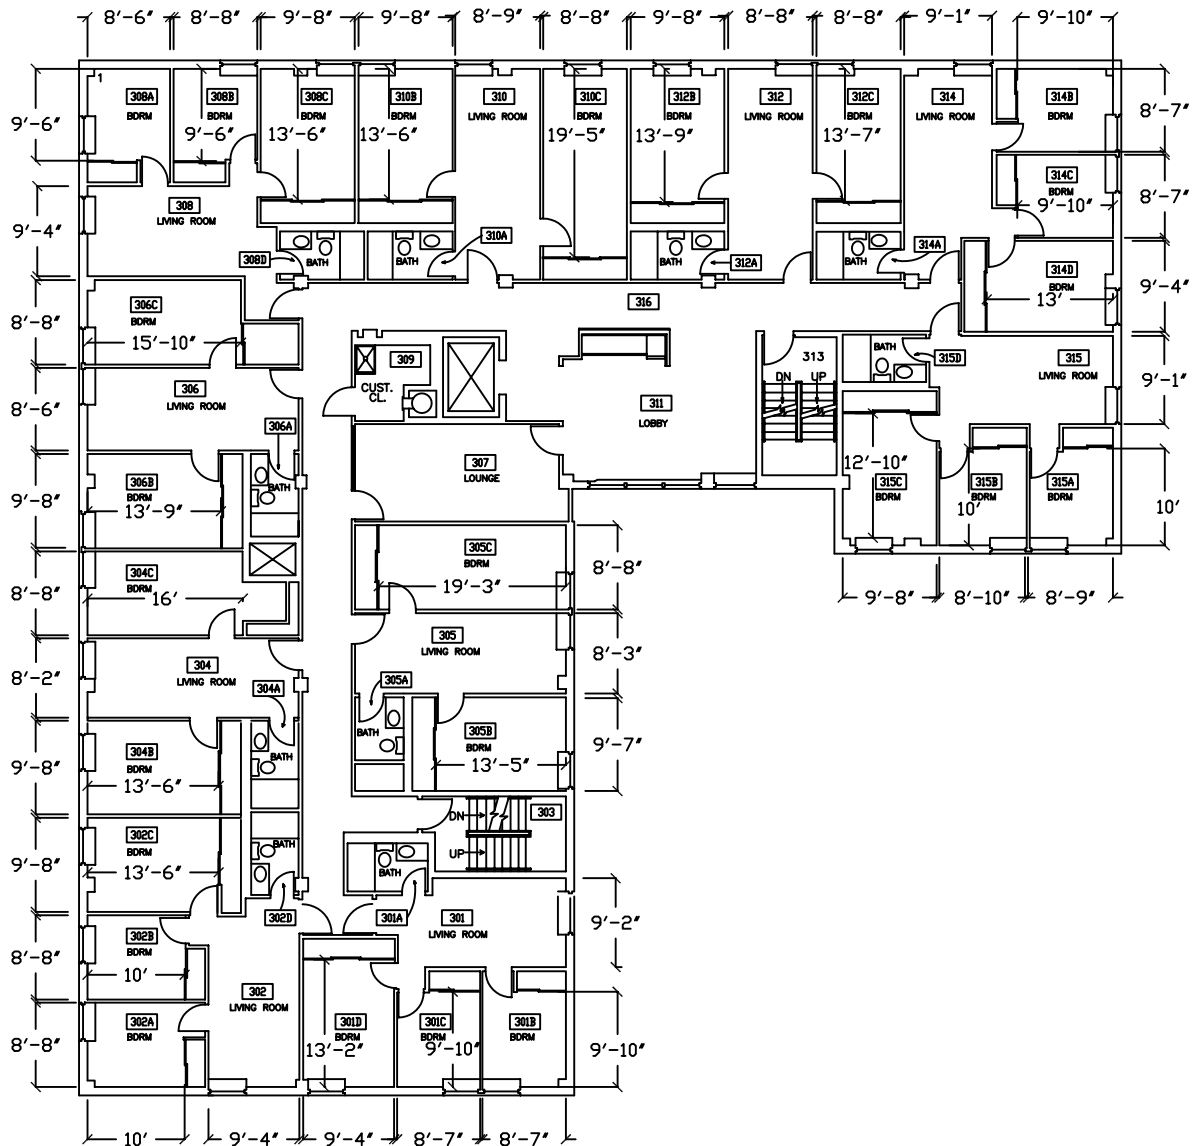 8'-6" 8'-8" 9'-8" 13'-8" 8'-9" 8'-8" 9'-8" 8'-8" 8'-8" 9'-1" 9'-10"
1
308A 308B 308C 310B 310 310C 312B 312 312C 314 314B
BDRM BDRM BDRM BDRM LIVING ROOM BDRM BDRM LIVING ROOM BDRM LIVING ROOM BDRM
9'-6" 9'-6" 13'-6" 13'-6" 19'-5" 13'-9" 13'-7" 8'-7"
314C
BDRM
9'-10"
8'-7"
308
LIVING ROOM
9'-4"
308D BATH BATH 310A BATH 312A BATH 314A
314D
BDRM
13'
9'-4"
306C
BDRM
15'-10"
8'-8"
316
309
CUST.
CL.
313
DN UP
BATH 315D 315
LIVING ROOM
9'-1"
306
LIVING ROOM
8'-6"
311
LOBBY
306A
BATH
307
LOUNGE
306B
BDRM
13'-9"
9'-8"
12'-10"
315C 315B 315A
BDRM BDRM BDRM
10' 10'
9'-8" 8'-10" 8'-9"
304C
BDRM
16'
8'-8"
305C
BDRM
19'-3"
8'-8"
304
LIVING ROOM
8'-2"
304A
BATH
305
LIVING ROOM
8'-3"
305A
BATH
304B
BDRM
13'-6"
9'-8"
305B
BDRM
13'-5"
9'-7"
302C
BDRM
13'-6"
9'-8"
BATH
302D
DN
UP
303
BATH
301A
301
LIVING ROOM
9'-2"
302B
BDRM
10'
8'-8"
302
LIVING ROOM
302A
BDRM
8'-8"
301D 301C 301B
BDRM BDRM BDRM
13'-2" 9'-10" 9'-10"
10' 9'-4" 9'-4" 8'-7" 8'-7"